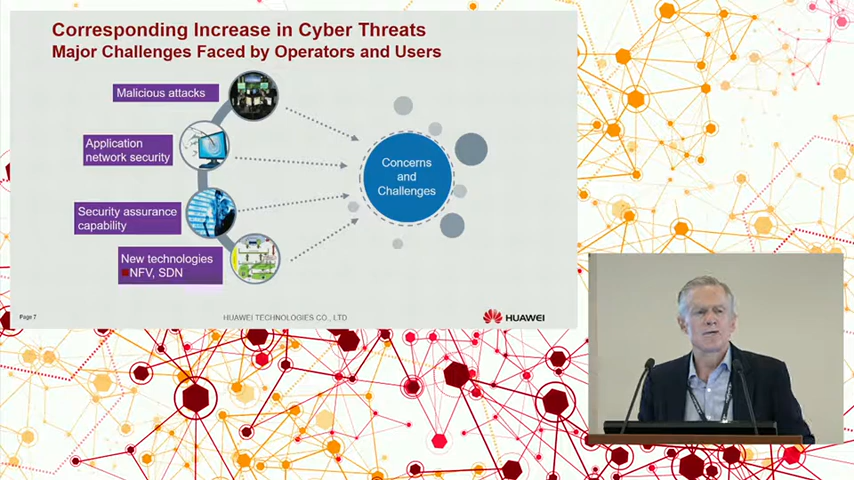 Corresponding Increase in Cyber Threats
Major Challenges Faced by Operators and Users
Malicious attacks
Application
network security
Security assurance
capability
New technologies
NFV, SDN
Concerns
and
Challenges
Page 7
HUAWEI TECHNOLOGIES CO., LTD.
HUAWEI